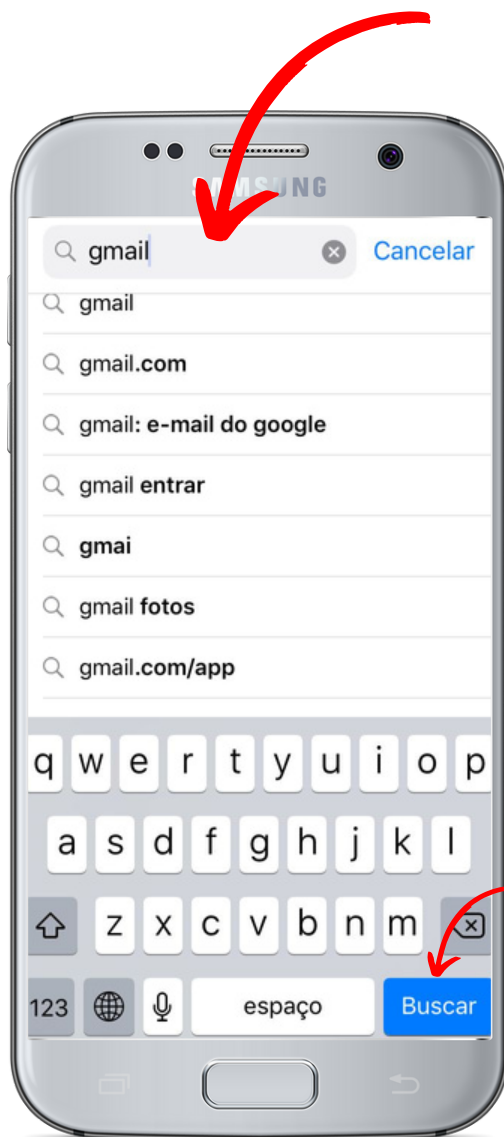 SAMSUNG
gmail Cancelar
gmail
gmail.com
gmail: e-mail do google
gmail entrar
gmai
gmail fotos
gmail.com/app
q w e r t y u i o p
a s d f g h j k l
z x c v b n m
123 espaço Buscar